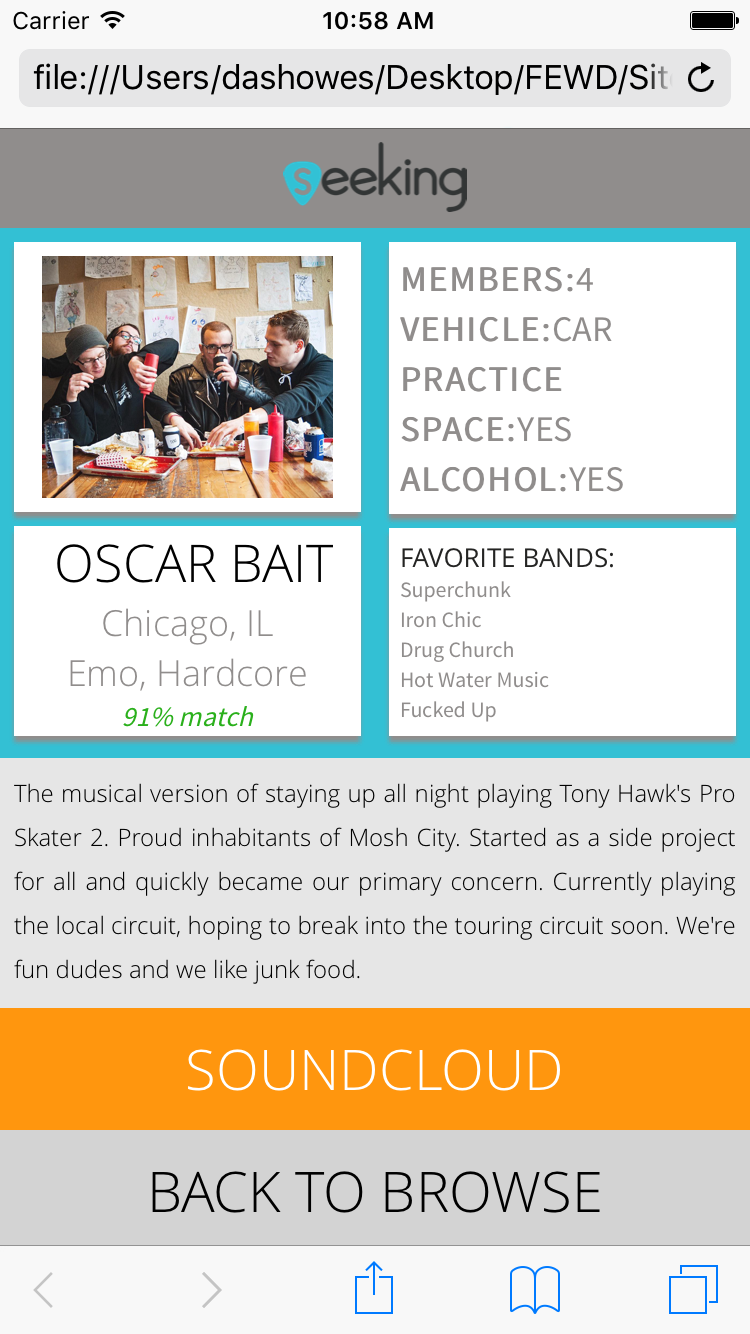 Carrier 10:58 AM
file:///Users/dashowes/Desktop/FEWD/Sit
seeking
MEMBERS:4
VEHICLE:CAR
PRACTICE
SPACE:YES
ALCOHOL:YES
OSCAR BAIT
Chicago, IL
Emo, Hardcore
91% match
FAVORITE BANDS:
Superchunk
Iron Chic
Drug Church
Hot Water Music
Fucked Up
The musical version of staying up all night playing Tony Hawk's Pro
Skater 2. Proud inhabitants of Mosh City. Started as a side project
for all and quickly became our primary concern. Currently playing
the local circuit, hoping to break into the touring circuit soon. We're
fun dudes and we like junk food.
SOUNDCLOUD
BACK TO BROWSE